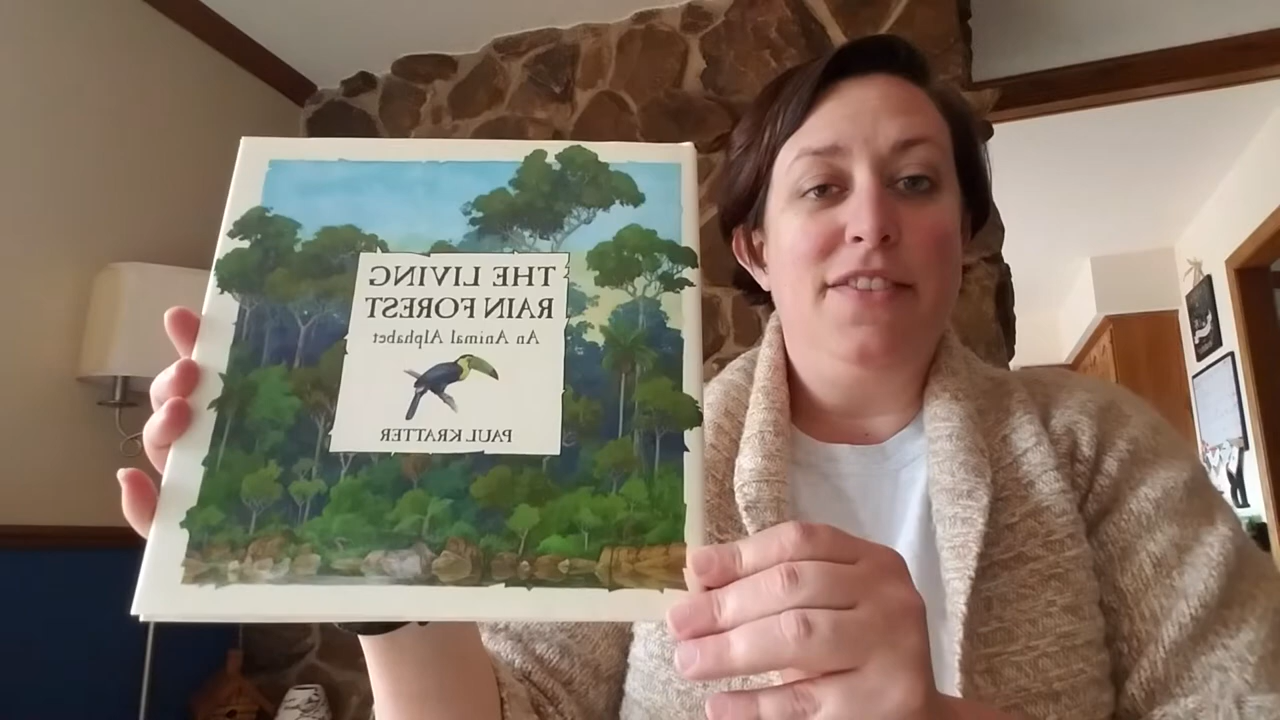 THE LIVING
RAIN FOREST
An Animal Alphabet
PAUL KRATTER